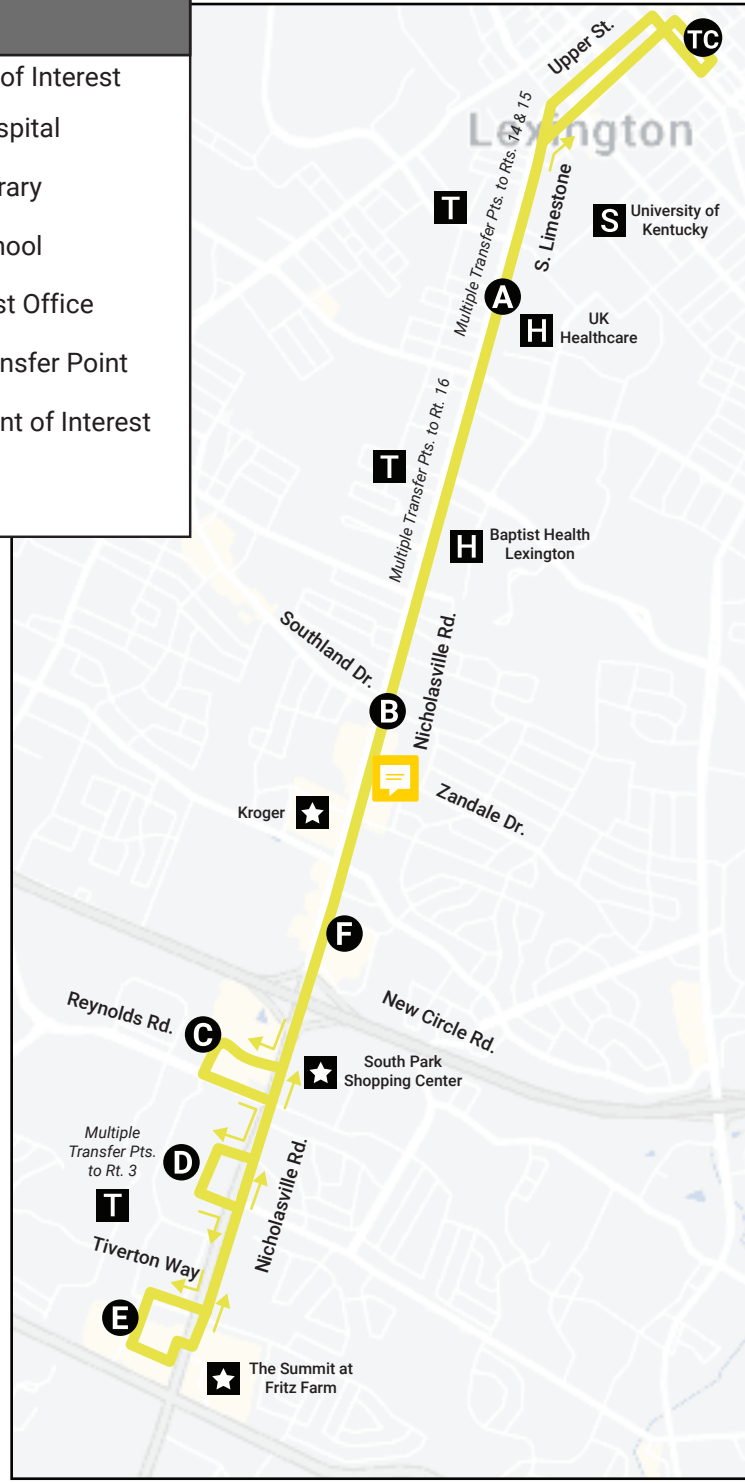 of Interest
spital
rary
hool
st Office
nsfer Point
nt of Interest
TC
Upper St.
Lexington
Multiple Transfer Pts. to Rts. 14 & 15
T
S. Limestone
S
University of
Kentucky
A
H
UK
Healthcare
Multiple Transfer Pts. to Rt. 16
T
H
Baptist Health
Lexington
Southland Dr.
Nicholasville Rd.
B
Zandale Dr.
Kroger
F
New Circle Rd.
Reynolds Rd.
C
South Park
Shopping Center
Multiple
Transfer Pts.
to Rt. 3
D
T
Nicholasville Rd.
Tiverton Way
E
The Summit at
Fritz Farm